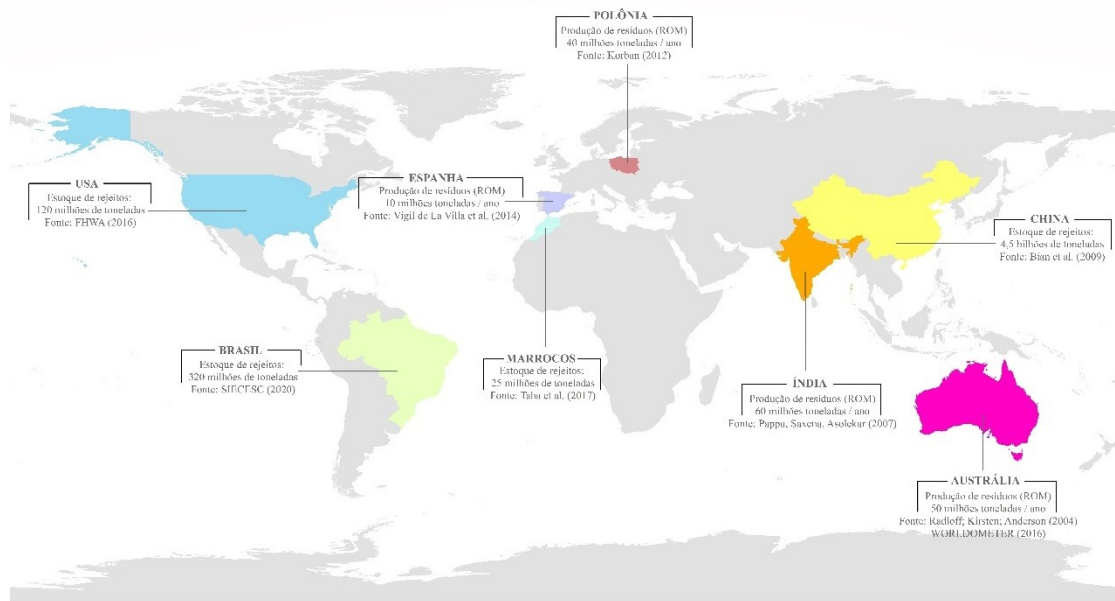 POLÔNIA
Produção de resíduos (ROM)
40 milhões toneladas / ano
Fonte: Korban (2012)
USA
Estoque de rejeitos:
120 milhões de toneladas
Fonte: FHWA (2016)
ESPANHA
Produção de resíduos (ROM)
10 milhões toneladas / ano
Fonte: Vigil de La Villa et al. (2014)
CHINA
Estoque de rejeitos:
4,5 bilhões de toneladas
Fonte: Bian et al. (2009)
BRASIL
Estoque de rejeitos:
320 milhões de toneladas
Fonte: SIECESC (2020)
MARROCOS
Estoque de rejeitos:
25 milhões de toneladas
Fonte: Taha et al. (2017)
ÍNDIA
Produção de resíduos (ROM)
60 milhões toneladas / ano
Fonte: Pappu, Saxena, Asolekar (2007)
AUSTRÁLIA
Produção de resíduos (ROM)
50 milhões toneladas / ano
Fonte: Radloff; Kirsten; Anderson (2004)
WORLDOMETER (2016)